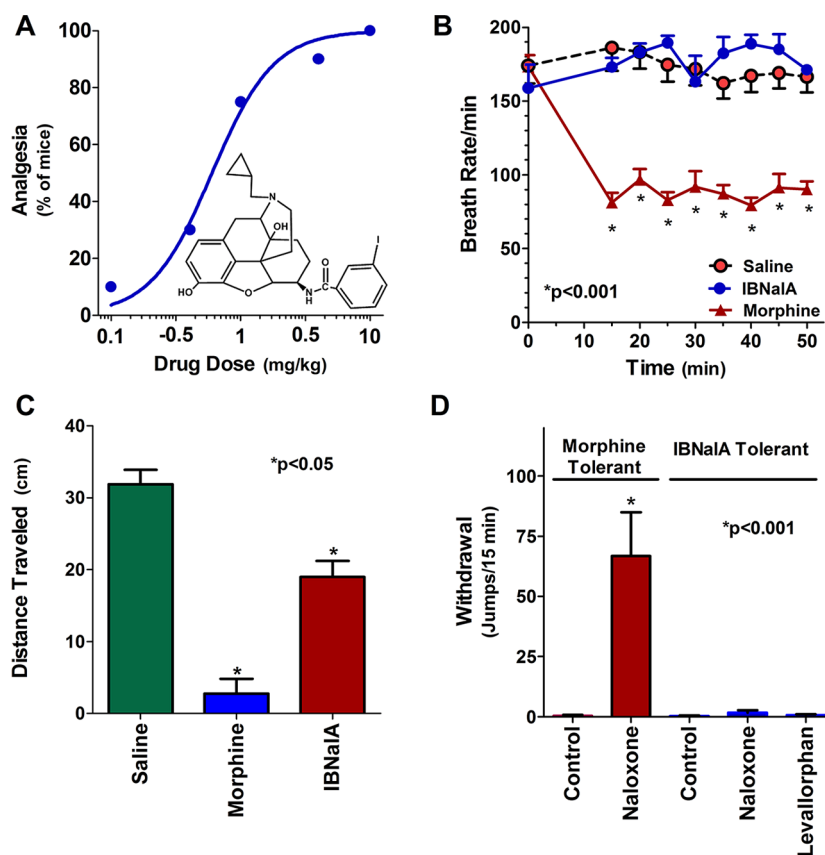 A
Analgesia
(% of mice)
100
80
60
40
20
0
0.1
-0.5
1
0.6
10
Drug Dose (mg/kg)
N
OH
HO
O
N
H
C
O
I
B
Breath Rate/min
200
150
100
50
0
0
10
20
30
40
50
Time (min)
* * * * * * * *
Saline
IBNalA
Morphine
*p<0.001
C
Distance Traveled (cm)
40
30
20
10
0
*p<0.05
*
*
Saline
Morphine
IBNalA
D
Withdrawal
(Jumps/15 min)
100
75
50
25
0
Morphine
Tolerant
IBNalA Tolerant
*
*p<0.001
Control
Naloxone
Control
Naloxone
Levallorphan